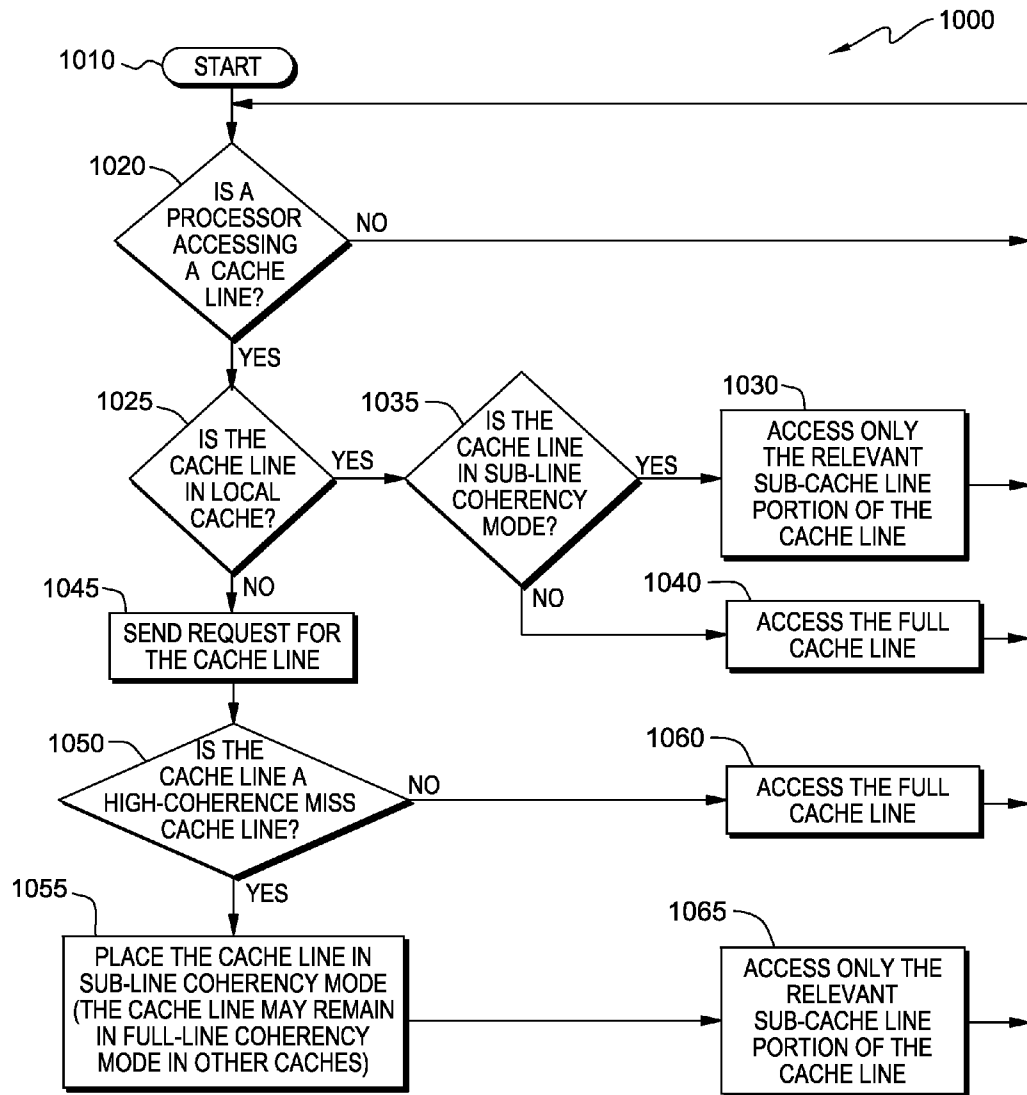 1000
1010
START
1020
IS A
PROCESSOR
ACCESSING
A CACHE
LINE?
NO
YES
1025
IS THE
CACHE LINE
IN LOCAL
CACHE?
YES
NO
1035
IS THE
CACHE LINE
IN SUB-LINE
COHERENCY
MODE?
YES
NO
1030
ACCESS ONLY
THE RELEVANT
SUB-CACHE LINE
PORTION OF THE
CACHE LINE
1040
ACCESS THE FULL
CACHE LINE
1045
SEND REQUEST FOR
THE CACHE LINE
1050
IS THE
CACHE LINE A
HIGH-COHERENCE MISS
CACHE LINE?
NO
YES
1060
ACCESS THE FULL
CACHE LINE
1055
PLACE THE CACHE LINE IN
SUB-LINE COHERENCY MODE
(THE CACHE LINE MAY REMAIN
IN FULL-LINE COHERENCY
MODE IN OTHER CACHES)
1065
ACCESS ONLY THE
RELEVANT
SUB-CACHE LINE
PORTION OF THE
CACHE LINE